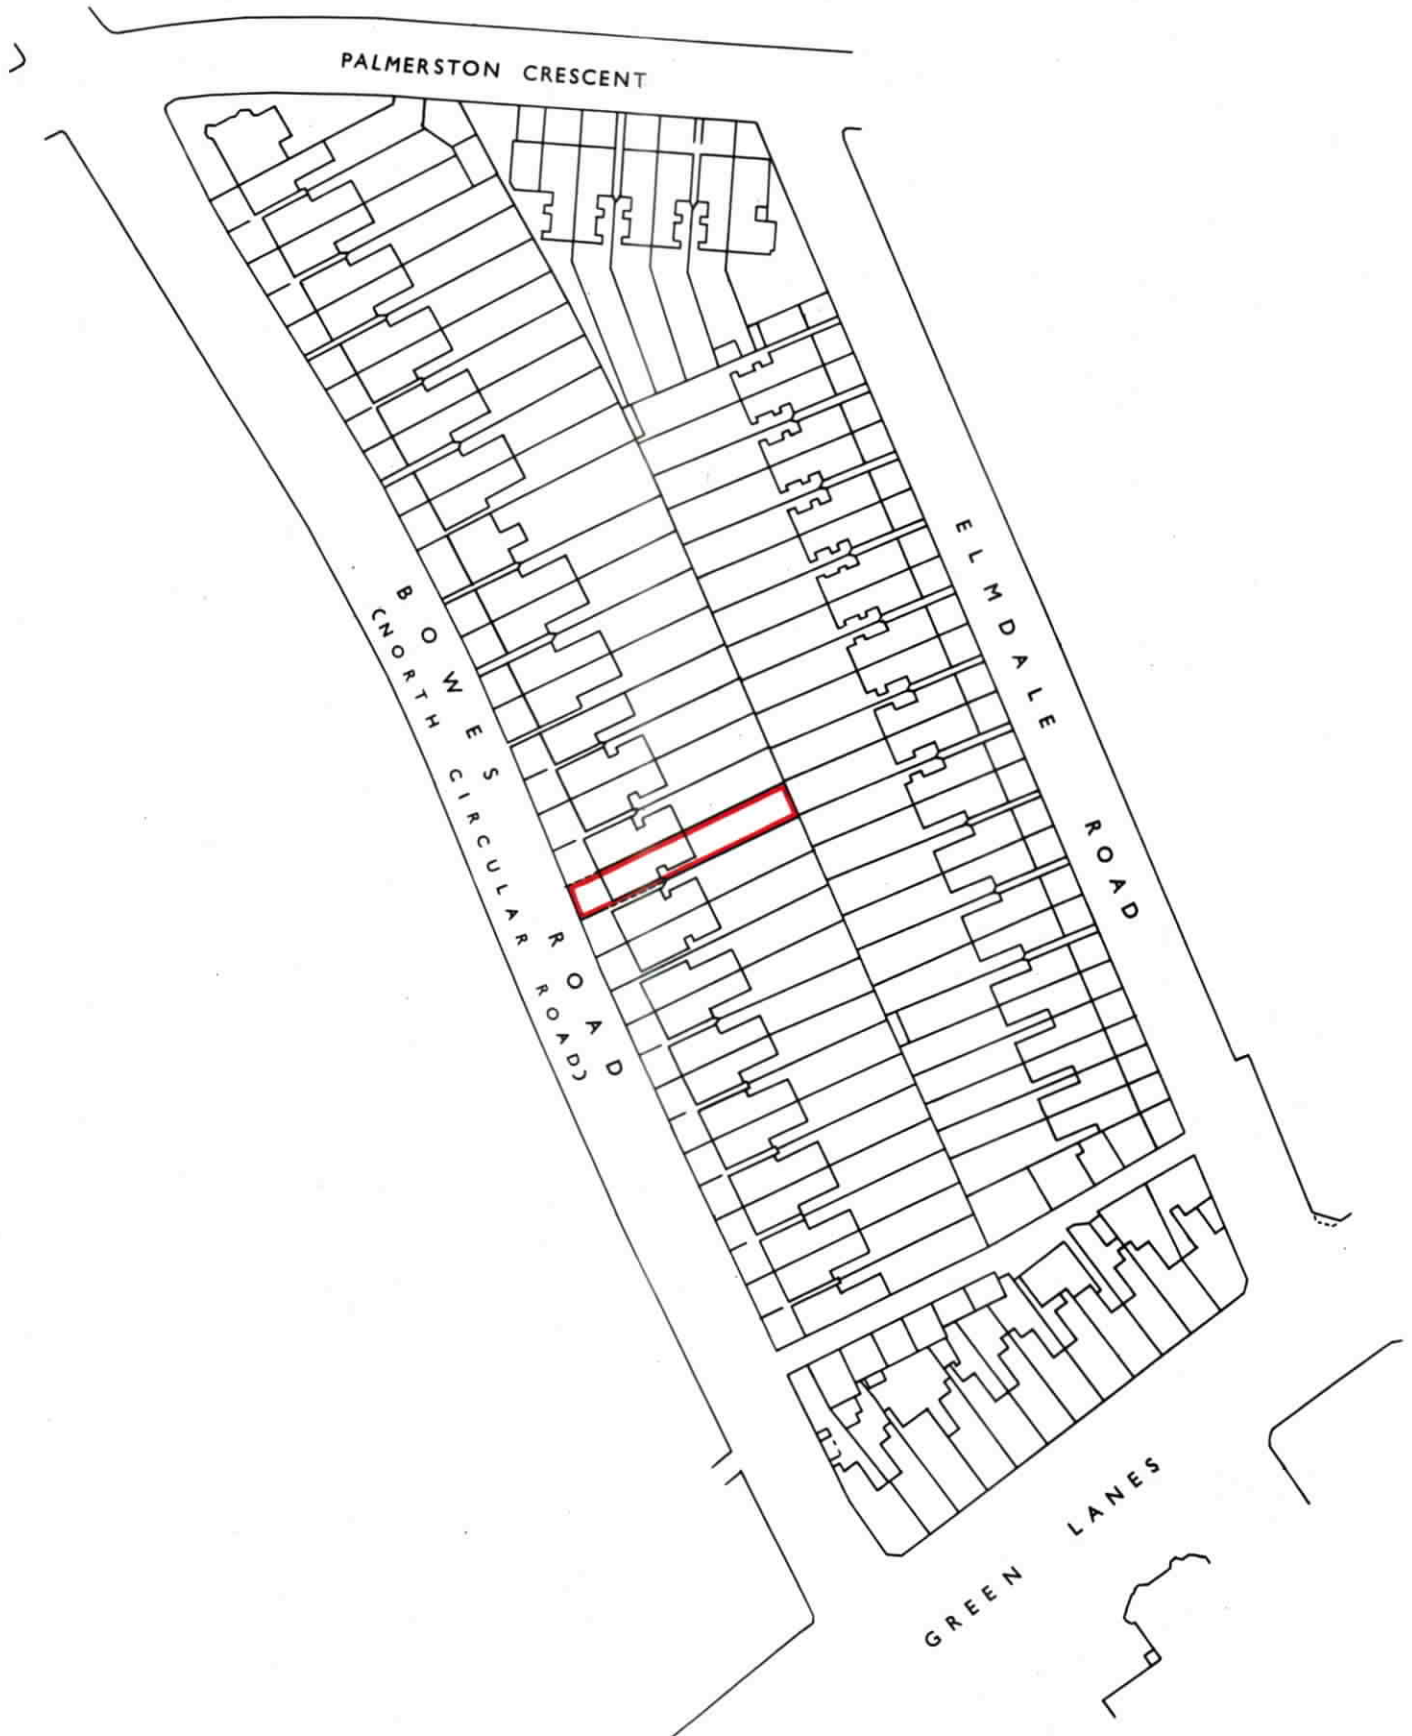 PALMERSTON CRESCENT
BOWES ROAD
(NORTH CIRCULAR ROAD)
ELMDALE ROAD
GREEN LANES